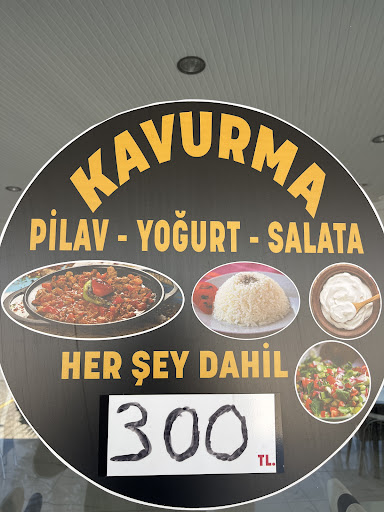 KAVURMA
PİLAV - YOĞURT - SALATA
HER ŞEY DAHİL
300
TL.